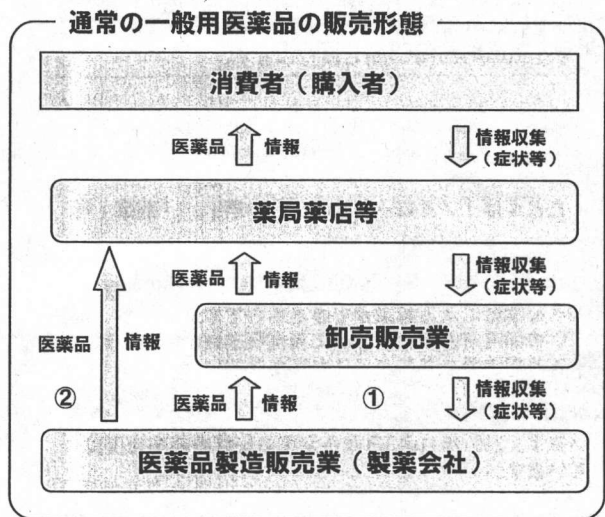 通常の一般用医薬品の販売形態
消費者（購入者）
医薬品 情報
情報収集
（症状等）
薬局薬店等
医薬品 情報
情報収集
（症状等）
卸売販売業
医薬品 情報
② 医薬品 情報 ①
情報収集
（症状等）
医薬品製造販売業（製薬会社）